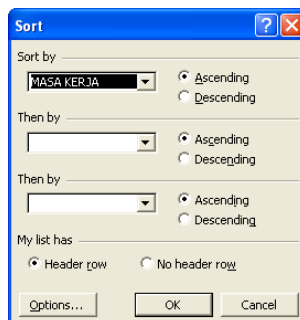 Sort
Sort by
MASA KERJA
Ascending
Descending
Then by
Ascending
Descending
Then by
Ascending
Descending
My list has
Header row
No header row
Options...
OK
Cancel